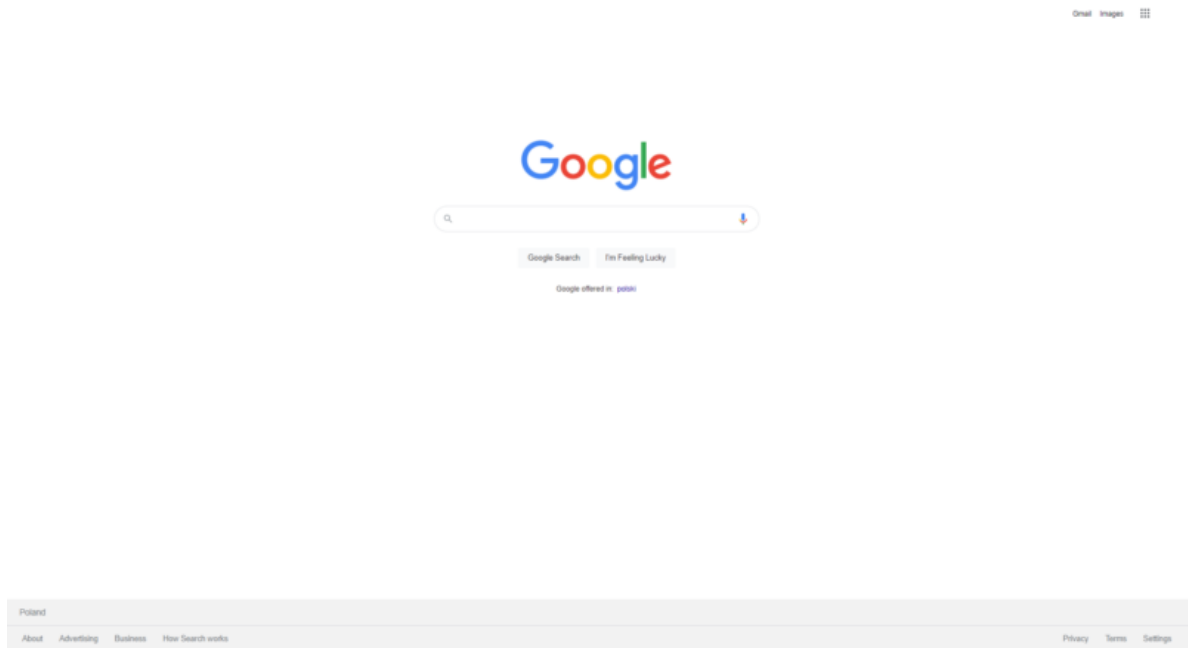 Gmail Images
Google
Google Search I'm Feeling Lucky
Google offered in: polski
Poland
About Advertising Business How Search works Privacy Terms Settings